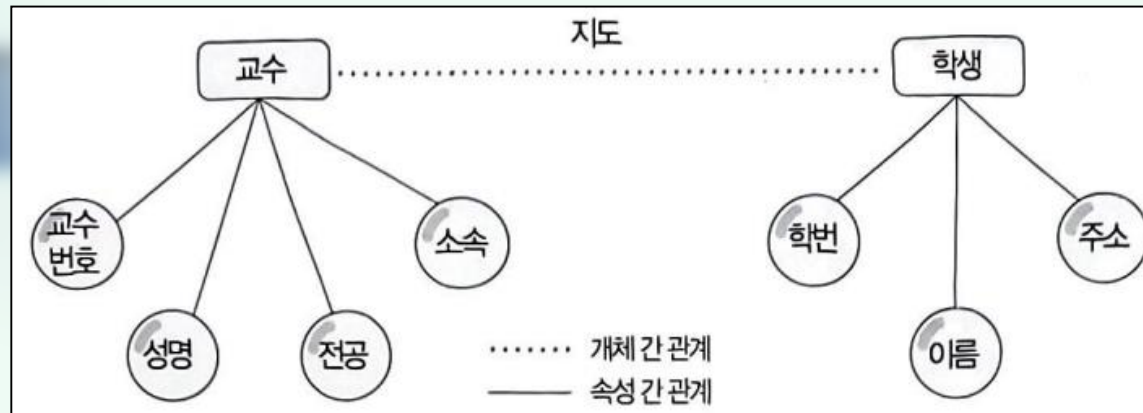 지도
교수
학생
교수
번호
소속
학번
주소
성명
전공
이름
개체 간 관계
속성 간 관계